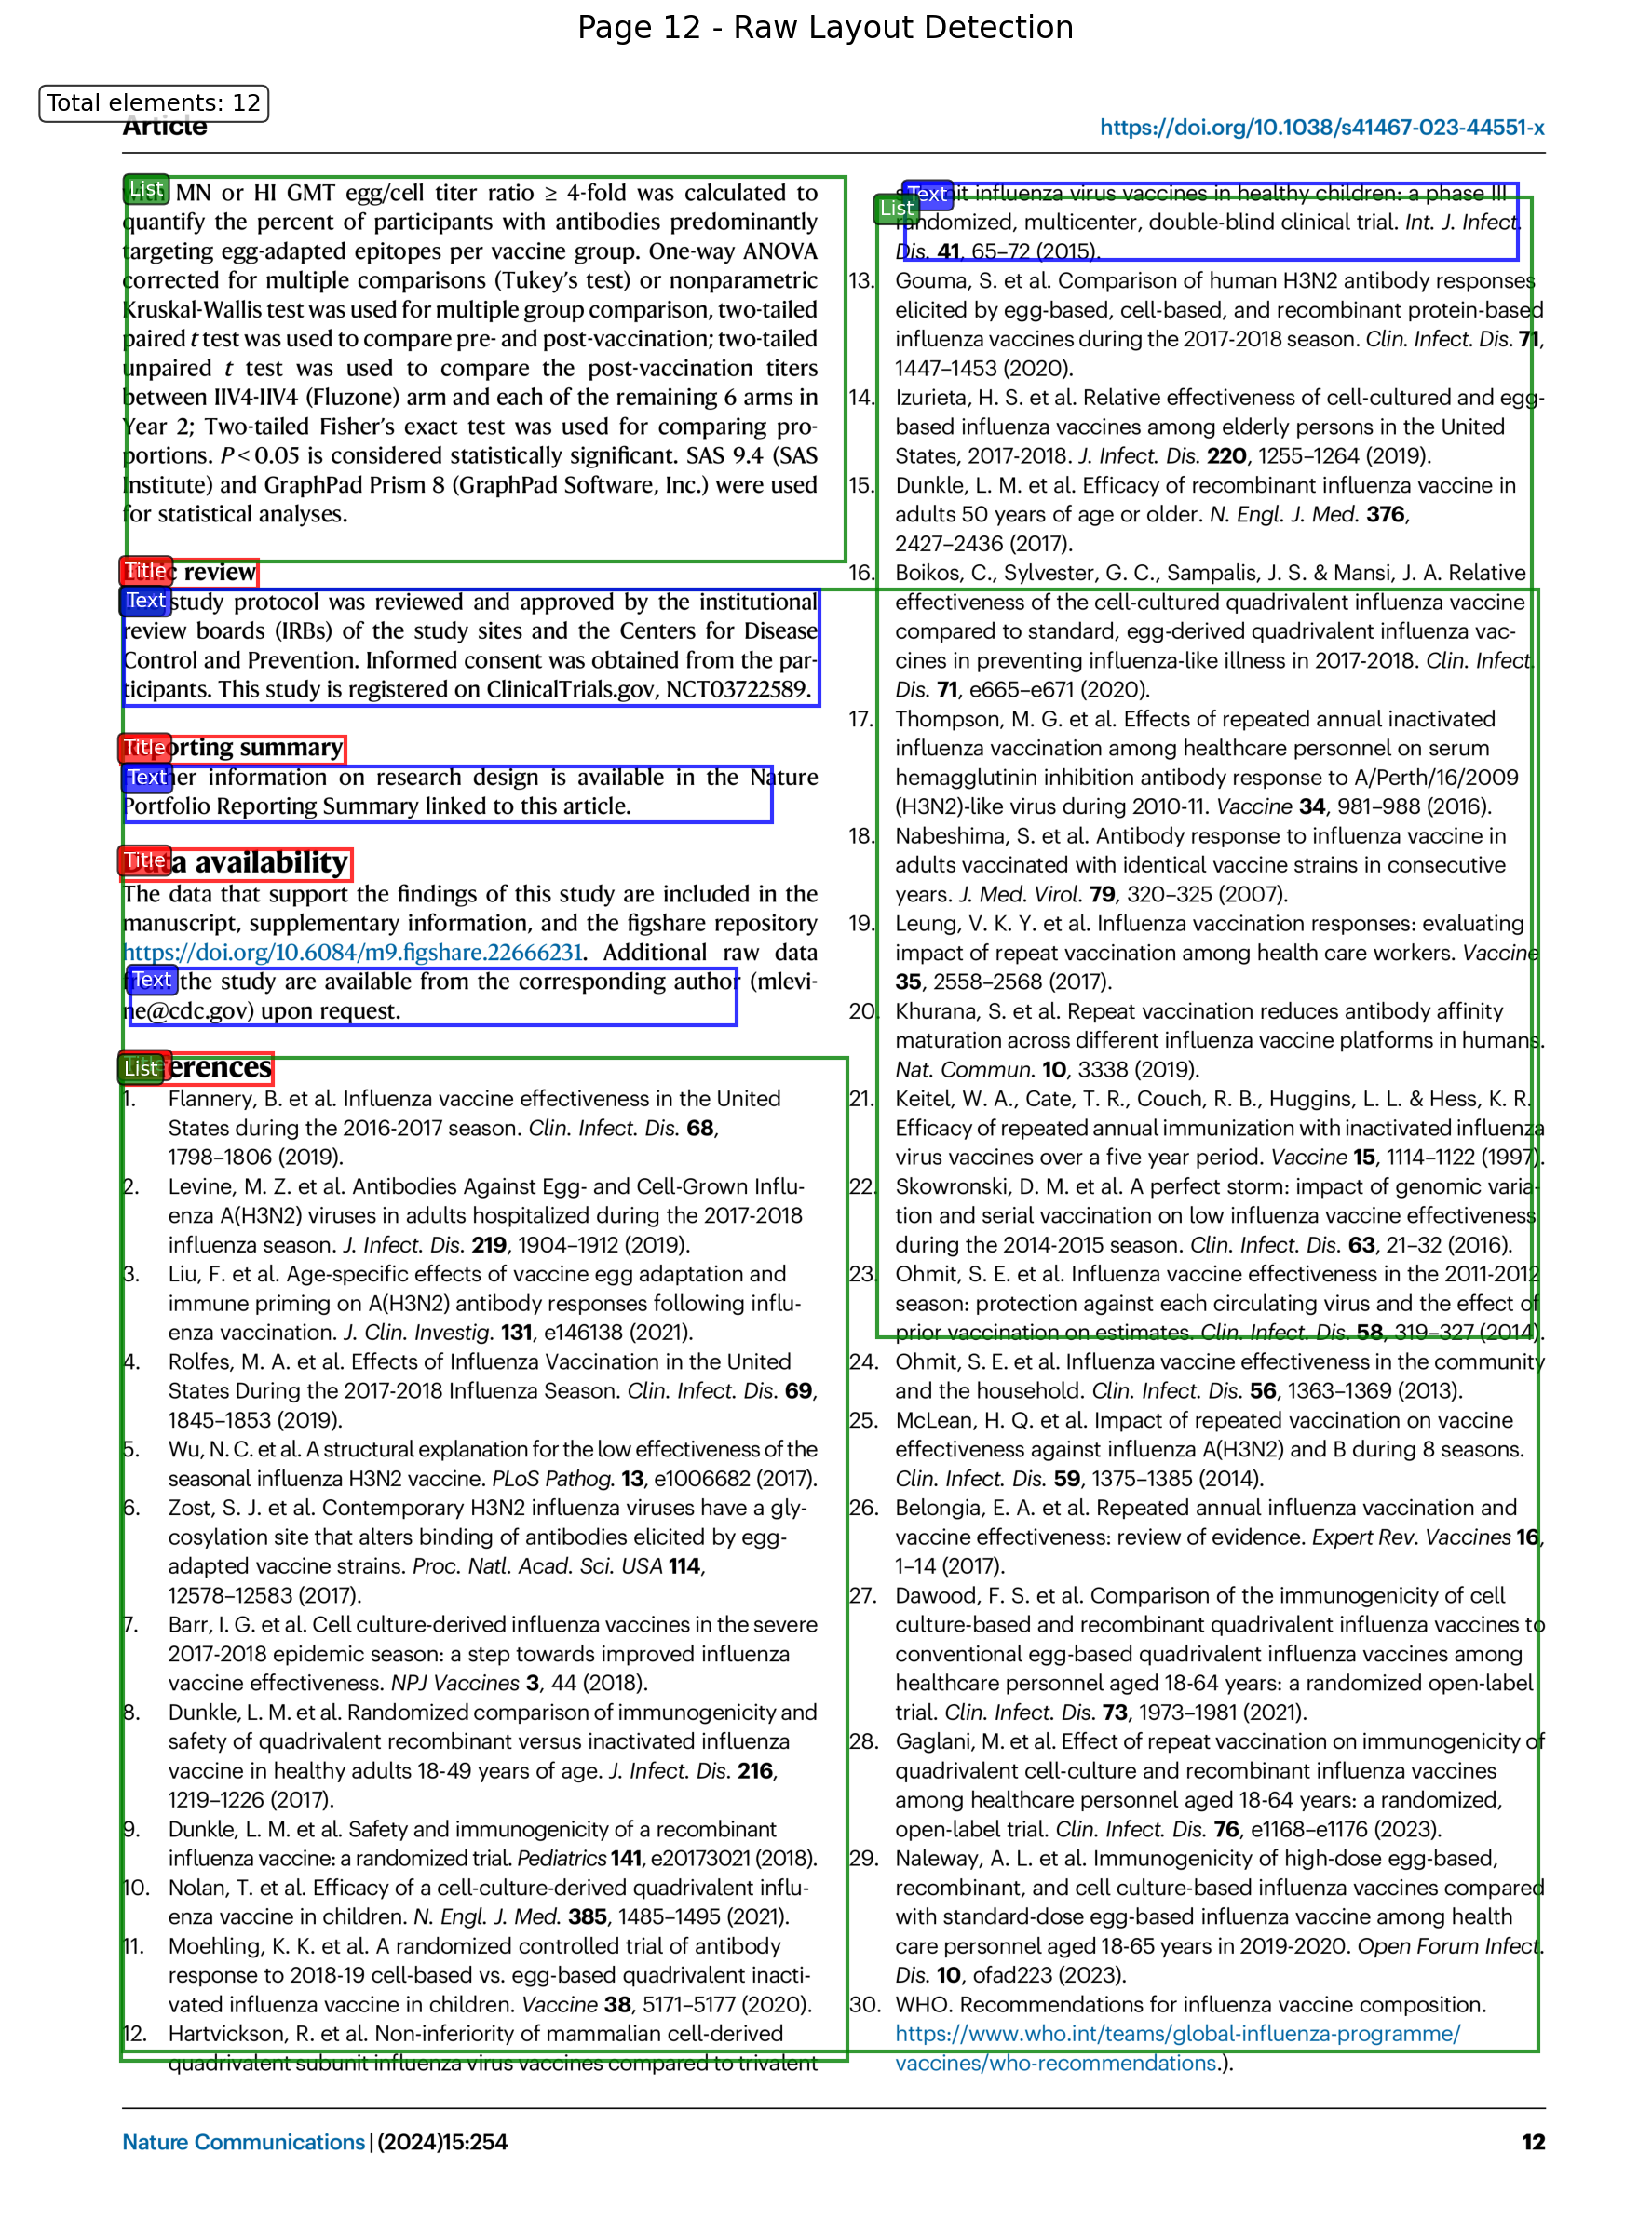 Page 12 - Raw Layout Detection
Total elements: 12
Article
https://doi.org/10.1038/s41467-023-44551-x
List
with MN or HI GMT egg/cell titer ratio ≥ 4-fold was calculated to
quantify the percent of participants with antibodies predominantly
targeting egg-adapted epitopes per vaccine group. One-way ANOVA
corrected for multiple comparisons (Tukey's test) or nonparametric
Kruskal-Wallis test was used for multiple group comparison, two-tailed
paired t test was used to compare pre- and post-vaccination; two-tailed
unpaired t test was used to compare the post-vaccination titers
between IIV4-IIV4 (Fluzone) arm and each of the remaining 6 arms in
Year 2; Two-tailed Fisher's exact test was used for comparing pro-
portions. P < 0.05 is considered statistically significant. SAS 9.4 (SAS
Institute) and GraphPad Prism 8 (GraphPad Software, Inc.) were used
for statistical analyses.
Title
review
Text
study protocol was reviewed and approved by the institutional
review boards (IRBs) of the study sites and the Centers for Disease
Control and Prevention. Informed consent was obtained from the par-
ticipants. This study is registered on ClinicalTrials.gov, NCT03722589.
Title
Reporting summary
Text
Further information on research design is available in the Nature
Portfolio Reporting Summary linked to this article.
Title
Data availability
The data that support the findings of this study are included in the
manuscript, supplementary information, and the figshare repository
https://doi.org/10.6084/m9.figshare.22666231. Additional raw data
Text
from the study are available from the corresponding author (mlevi-
ne@cdc.gov) upon request.
List
References
1. Flannery, B. et al. Influenza vaccine effectiveness in the United
States during the 2016-2017 season. Clin. Infect. Dis. 68,
1798–1806 (2019).
2. Levine, M. Z. et al. Antibodies Against Egg- and Cell-Grown Influ-
enza A(H3N2) viruses in adults hospitalized during the 2017-2018
influenza season. J. Infect. Dis. 219, 1904–1912 (2019).
3. Liu, F. et al. Age-specific effects of vaccine egg adaptation and
immune priming on A(H3N2) antibody responses following influ-
enza vaccination. J. Clin. Investig. 131, e146138 (2021).
4. Rolfes, M. A. et al. Effects of Influenza Vaccination in the United
States During the 2017-2018 Influenza Season. Clin. Infect. Dis. 69,
1845–1853 (2019).
5. Wu, N. C. et al. A structural explanation for the low effectiveness of the
seasonal influenza H3N2 vaccine. PLoS Pathog. 13, e1006682 (2017).
6. Zost, S. J. et al. Contemporary H3N2 influenza viruses have a gly-
cosylation site that alters binding of antibodies elicited by egg-
adapted vaccine strains. Proc. Natl. Acad. Sci. USA 114,
12578–12583 (2017).
7. Barr, I. G. et al. Cell culture-derived influenza vaccines in the severe
2017-2018 epidemic season: a step towards improved influenza
vaccine effectiveness. NPJ Vaccines 3, 44 (2018).
8. Dunkle, L. M. et al. Randomized comparison of immunogenicity and
safety of quadrivalent recombinant versus inactivated influenza
vaccine in healthy adults 18-49 years of age. J. Infect. Dis. 216,
1219–1226 (2017).
9. Dunkle, L. M. et al. Safety and immunogenicity of a recombinant
influenza vaccine: a randomized trial. Pediatrics 141, e20173021 (2018).
10. Nolan, T. et al. Efficacy of a cell-culture-derived quadrivalent influ-
enza vaccine in children. N. Engl. J. Med. 385, 1485–1495 (2021).
11. Moehling, K. K. et al. A randomized controlled trial of antibody
response to 2018-19 cell-based vs. egg-based quadrivalent inacti-
vated influenza vaccine in children. Vaccine 38, 5171–5177 (2020).
12. Hartvickson, R. et al. Non-inferiority of mammalian cell-derived
quadrivalent subunit influenza virus vaccines compared to trivalent
Text
List
influenza virus vaccines in healthy children: a phase III
randomized, multicenter, double-blind clinical trial. Int. J. Infect.
Dis. 41, 65–72 (2015).
13. Gouma, S. et al. Comparison of human H3N2 antibody responses
elicited by egg-based, cell-based, and recombinant protein-based
influenza vaccines during the 2017-2018 season. Clin. Infect. Dis. 71,
1447–1453 (2020).
14. Izurieta, H. S. et al. Relative effectiveness of cell-cultured and egg-
based influenza vaccines among elderly persons in the United
States, 2017-2018. J. Infect. Dis. 220, 1255–1264 (2019).
15. Dunkle, L. M. et al. Efficacy of recombinant influenza vaccine in
adults 50 years of age or older. N. Engl. J. Med. 376,
2427–2436 (2017).
16. Boikos, C., Sylvester, G. C., Sampalis, J. S. & Mansi, J. A. Relative
effectiveness of the cell-cultured quadrivalent influenza vaccine
compared to standard, egg-derived quadrivalent influenza vac-
cines in preventing influenza-like illness in 2017-2018. Clin. Infect.
Dis. 71, e665–e671 (2020).
17. Thompson, M. G. et al. Effects of repeated annual inactivated
influenza vaccination among healthcare personnel on serum
hemagglutinin inhibition antibody response to A/Perth/16/2009
(H3N2)-like virus during 2010-11. Vaccine 34, 981–988 (2016).
18. Nabeshima, S. et al. Antibody response to influenza vaccine in
adults vaccinated with identical vaccine strains in consecutive
years. J. Med. Virol. 79, 320–325 (2007).
19. Leung, V. K. Y. et al. Influenza vaccination responses: evaluating
impact of repeat vaccination among health care workers. Vaccine
35, 2558–2568 (2017).
20. Khurana, S. et al. Repeat vaccination reduces antibody affinity
maturation across different influenza vaccine platforms in humans.
Nat. Commun. 10, 3338 (2019).
21. Keitel, W. A., Cate, T. R., Couch, R. B., Huggins, L. L. & Hess, K. R.
Efficacy of repeated annual immunization with inactivated influenza
virus vaccines over a five year period. Vaccine 15, 1114–1122 (1997).
22. Skowronski, D. M. et al. A perfect storm: impact of genomic varia-
tion and serial vaccination on low influenza vaccine effectiveness
during the 2014-2015 season. Clin. Infect. Dis. 63, 21–32 (2016).
23. Ohmit, S. E. et al. Influenza vaccine effectiveness in the 2011-2012
season: protection against each circulating virus and the effect of
prior vaccination on estimates. Clin. Infect. Dis. 58, 319–327 (2014).
24. Ohmit, S. E. et al. Influenza vaccine effectiveness in the community
and the household. Clin. Infect. Dis. 56, 1363–1369 (2013).
25. McLean, H. Q. et al. Impact of repeated vaccination on vaccine
effectiveness against influenza A(H3N2) and B during 8 seasons.
Clin. Infect. Dis. 59, 1375–1385 (2014).
26. Belongia, E. A. et al. Repeated annual influenza vaccination and
vaccine effectiveness: review of evidence. Expert Rev. Vaccines 16,
1–14 (2017).
27. Dawood, F. S. et al. Comparison of the immunogenicity of cell
culture-based and recombinant quadrivalent influenza vaccines to
conventional egg-based quadrivalent influenza vaccines among
healthcare personnel aged 18-64 years: a randomized open-label
trial. Clin. Infect. Dis. 73, 1973–1981 (2021).
28. Gaglani, M. et al. Effect of repeat vaccination on immunogenicity of
quadrivalent cell-culture and recombinant influenza vaccines
among healthcare personnel aged 18-64 years: a randomized,
open-label trial. Clin. Infect. Dis. 76, e1168–e1176 (2023).
29. Naleway, A. L. et al. Immunogenicity of high-dose egg-based,
recombinant, and cell culture-based influenza vaccines compared
with standard-dose egg-based influenza vaccine among health
care personnel aged 18-65 years in 2019-2020. Open Forum Infect.
Dis. 10, ofad223 (2023).
30. WHO. Recommendations for influenza vaccine composition.
https://www.who.int/teams/global-influenza-programme/
vaccines/who-recommendations.).
Nature Communications | (2024)15:254
12